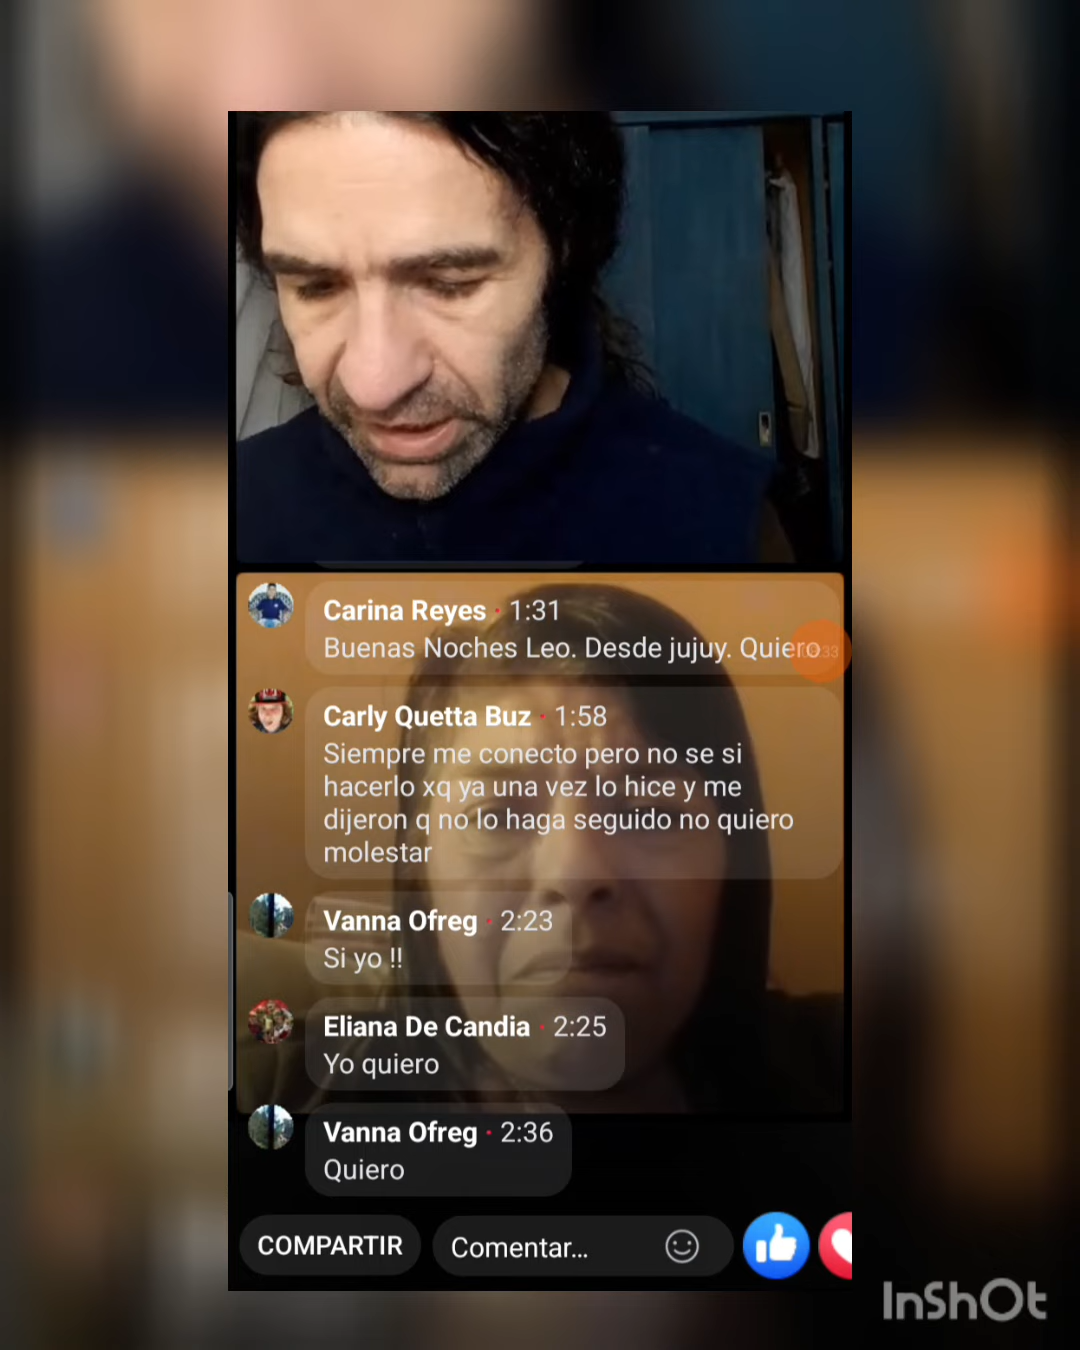 Carina Reyes · 1:31
Buenas Noches Leo. Desde jujuy. Quiero
Carly Quetta Buz · 1:58
Siempre me conecto pero no se si
hacerlo xq ya una vez lo hice y me
dijeron q no lo haga seguido no quiero
molestar
Vanna Ofreg · 2:23
Si yo !!
Eliana De Candia · 2:25
Yo quiero
Vanna Ofreg · 2:36
Quiero
COMPARTIR
Comentar...
InShOt